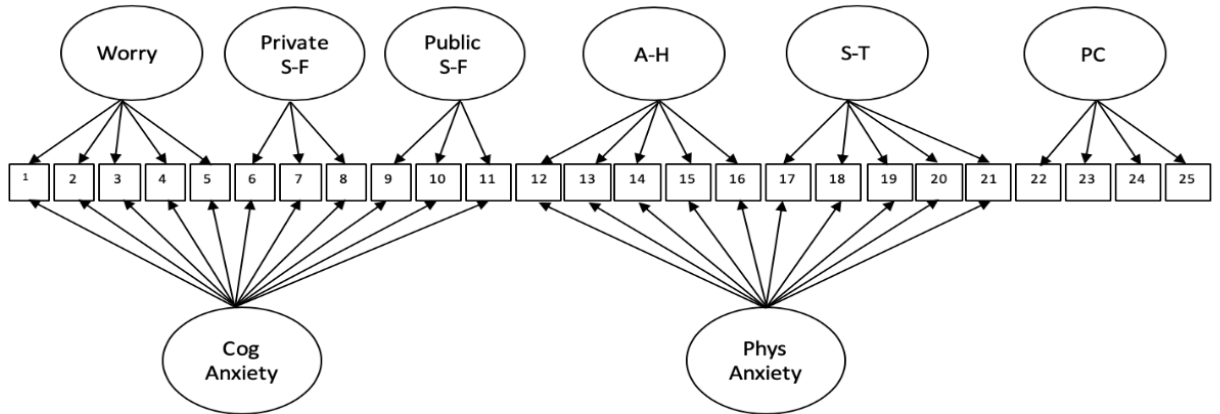 Worry
Private
S-F
Public
S-F
A-H
S-T
PC
1 2 3 4 5 6 7 8 9 10 11 12 13 14 15 16 17 18 19 20 21 22 23 24 25
Cog
Anxiety
Phys
Anxiety